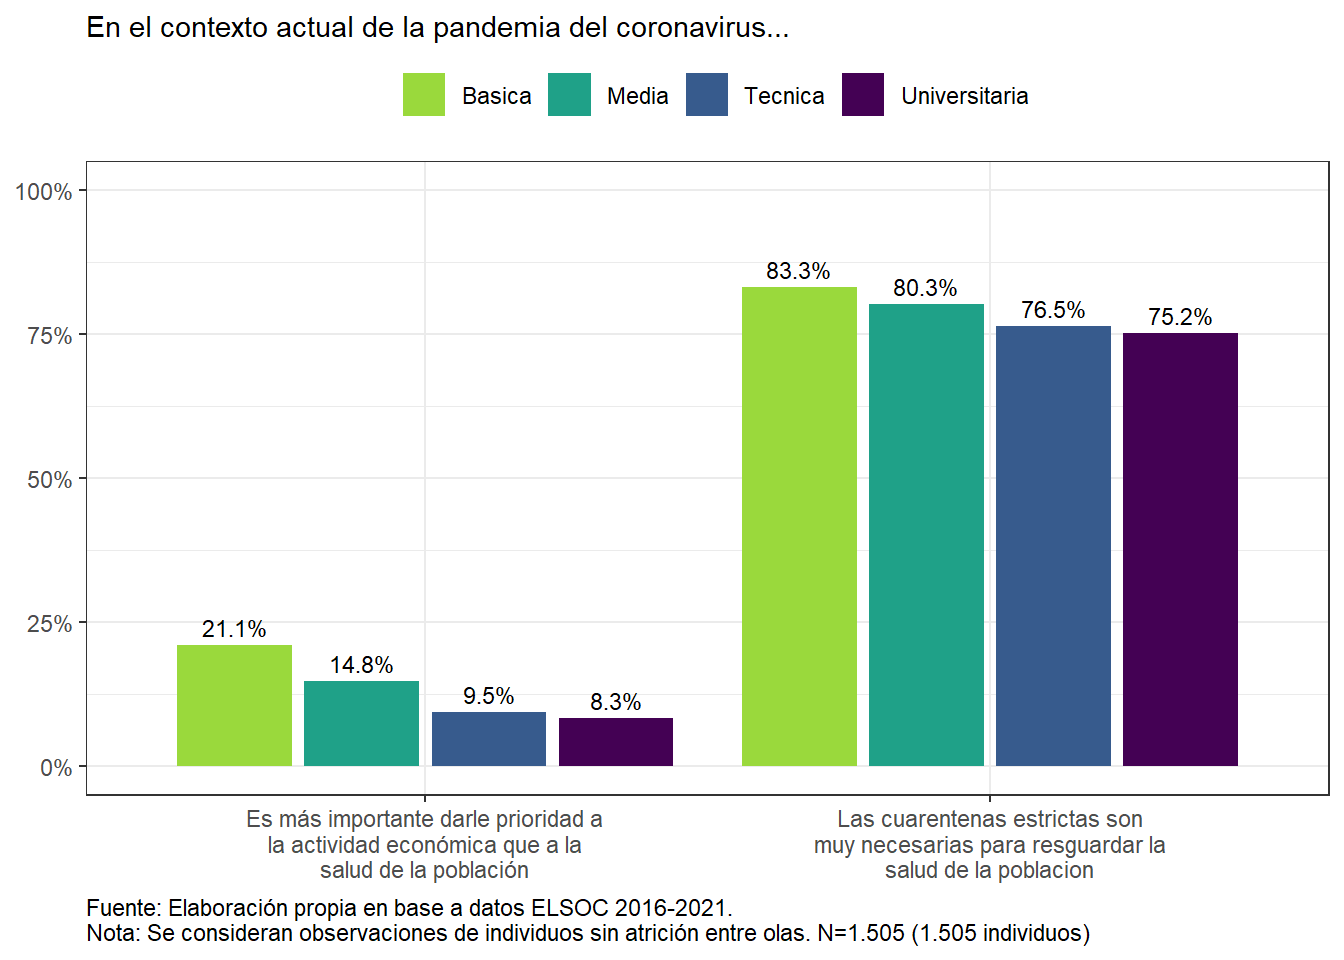 En el contexto actual de la pandemia del coronavirus...
Basica Media Tecnica Universitaria
100%
75%
50%
25%
0%
21.1%
14.8%
9.5%
8.3%
83.3%
80.3%
76.5%
75.2%
Es más importante darle prioridad a
la actividad económica que a la
salud de la población
Las cuarentenas estrictas son
muy necesarias para resguardar la
salud de la poblacion
Fuente: Elaboración propia en base a datos ELSOC 2016-2021.
Nota: Se consideran observaciones de individuos sin atrición entre olas. N=1.505 (1.505 individuos)